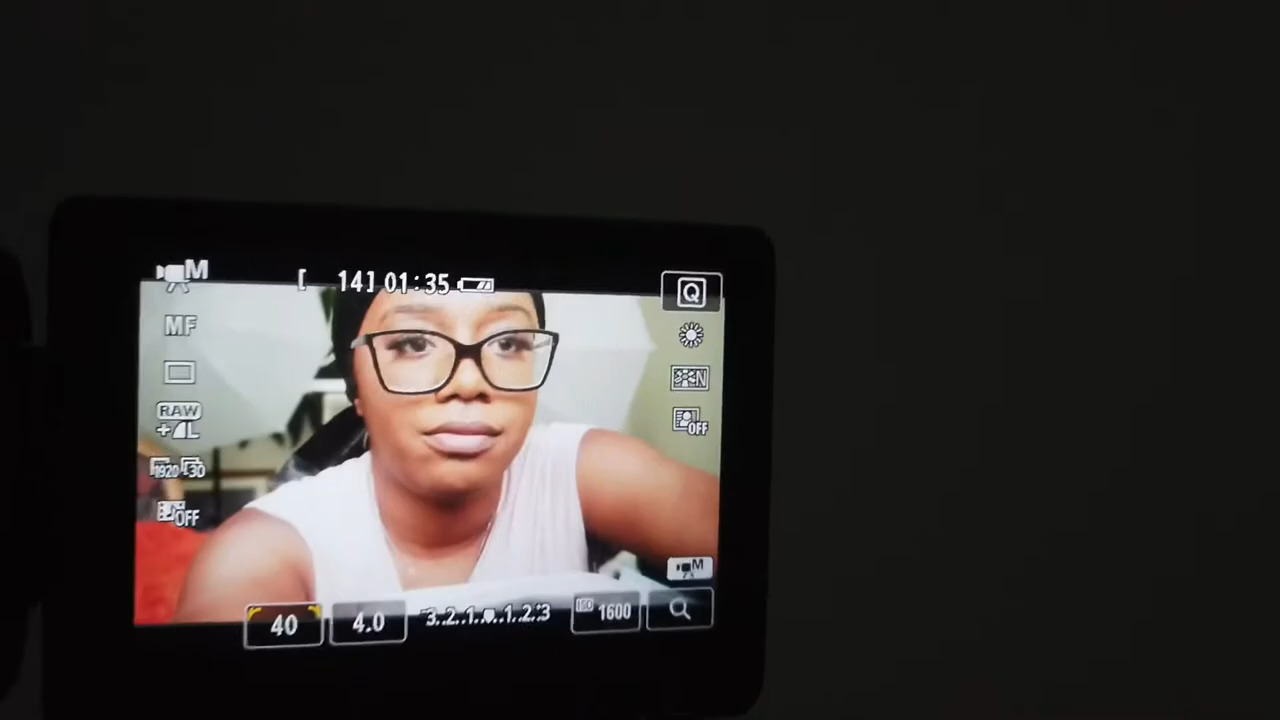 M
[ 14] 01:35
Q
MF
N
RAW
+L
OFF
1920 30
OFF
M
40 4.0 3..2..1..1..2..3 ISO 1600